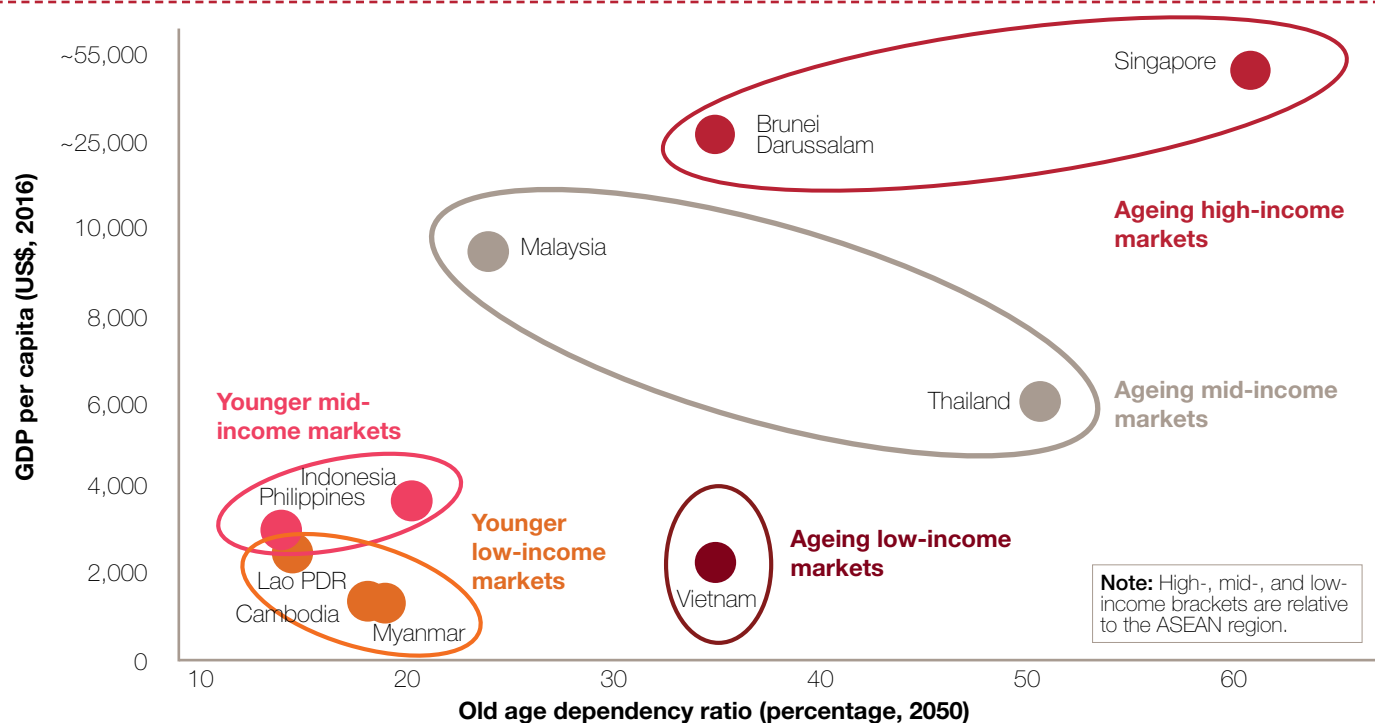 GDP per capita (US$, 2016)
~55,000
~25,000
10,000
8,000
6,000
4,000
2,000
0
Singapore
Brunei
Darussalam
Ageing high-income
markets
Malaysia
Thailand
Ageing mid-income
markets
Younger mid-
income markets
Indonesia
Philippines
Younger
low-income
markets
Lao PDR
Cambodia
Myanmar
Ageing low-income
markets
Vietnam
Note: High-, mid-, and low-
income brackets are relative
to the ASEAN region.
10
20
30
40
50
60
Old age dependency ratio (percentage, 2050)